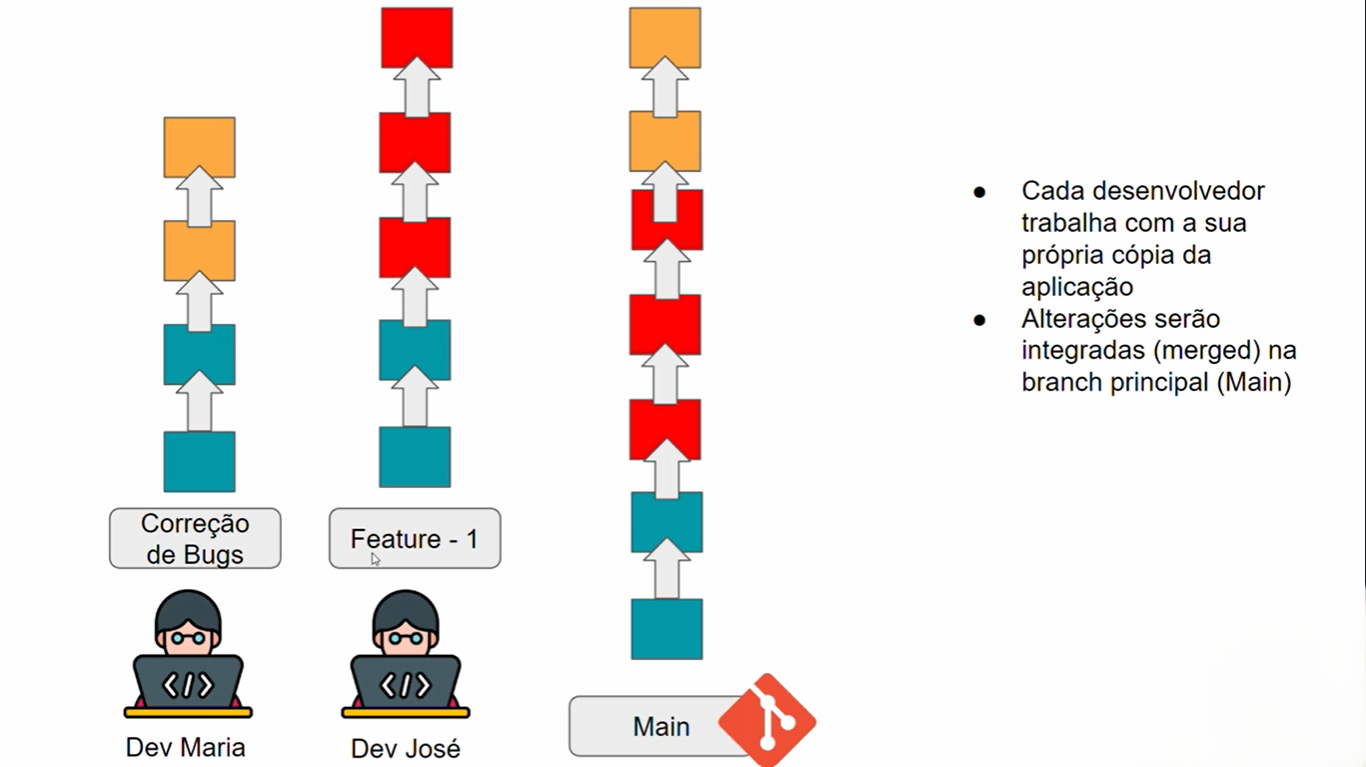 Correção
de Bugs
Feature - 1
</>
</>
Dev Maria
Dev José
Main
● Cada desenvolvedor
trabalha com a sua
própria cópia da
aplicação
● Alterações serão
integradas (merged) na
branch principal (Main)